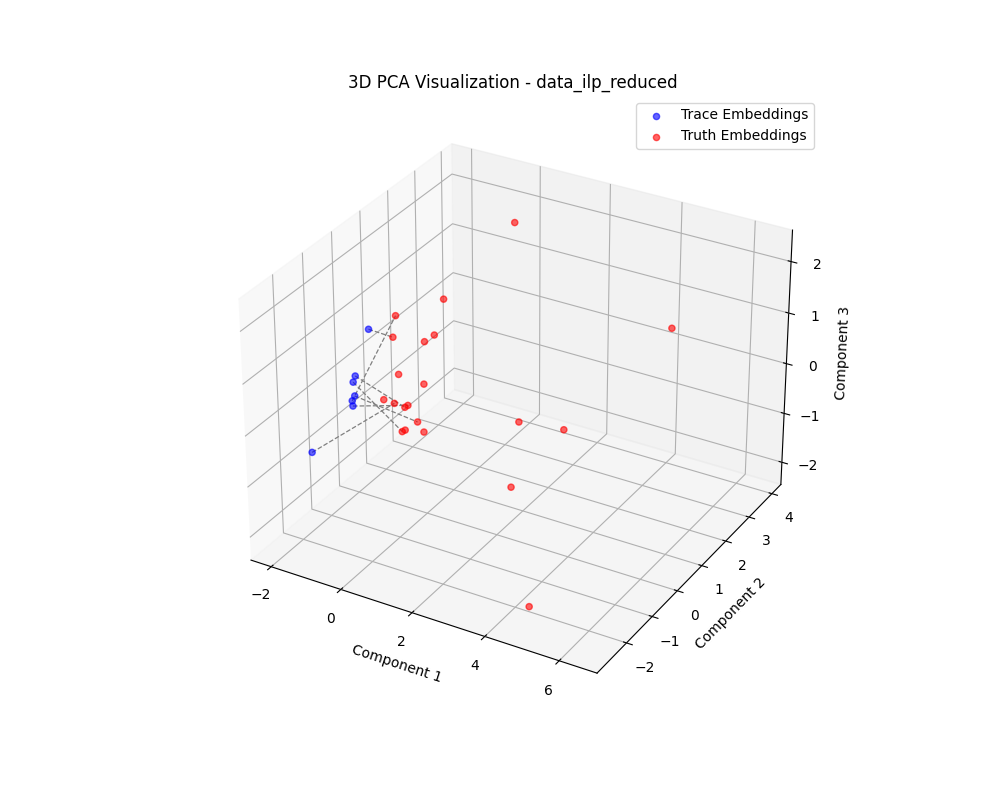 3D PCA Visualization - data_ilp_reduced
Trace Embeddings
Truth Embeddings
2
1
0
−1
−2
Component 3
4
3
2
1
0
−1
−2
Component 2
−2
0
2
4
6
Component 1